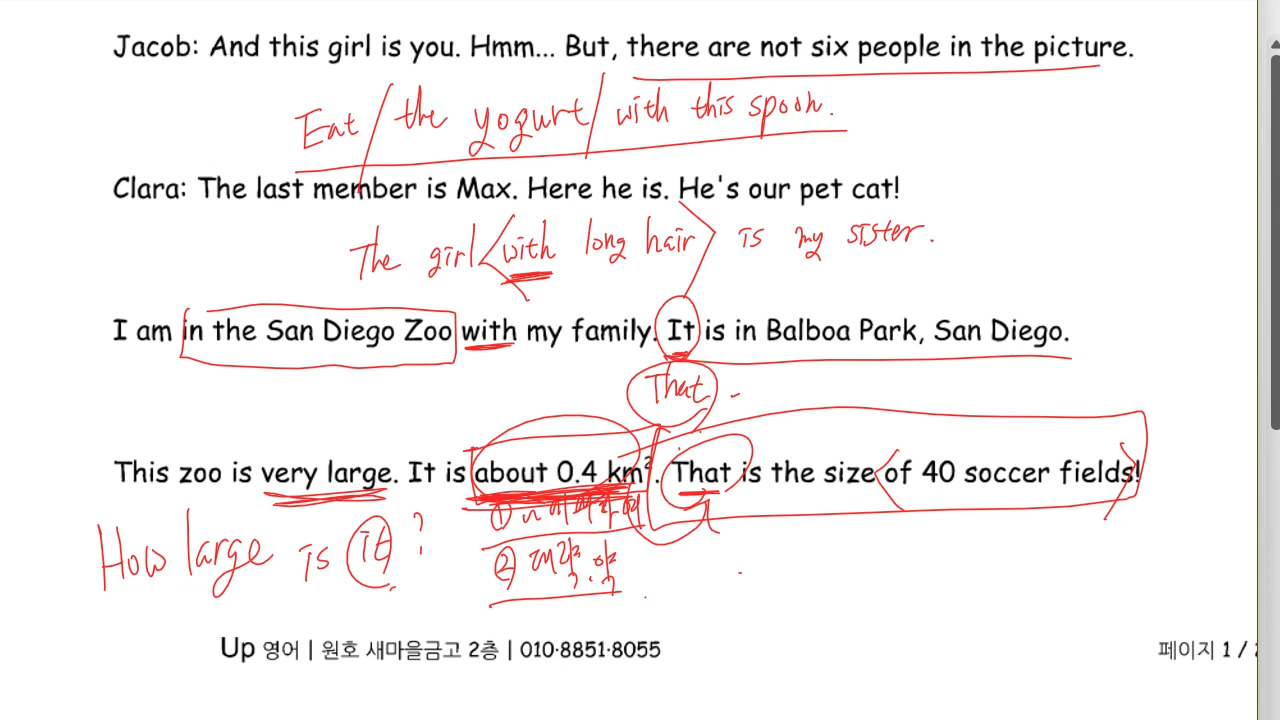 Jacob: And this girl is you. Hmm... But, there are not six people in the picture.
Eat / the yogurt / with this spoon.
Clara: The last member is Max. Here he is. He's our pet cat!
The girl < with long hair > is my sister.
I am in the San Diego Zoo with my family. It is in Balboa Park, San Diego.
That
This zoo is very large. It is about 0.4 km². That is the size of 40 soccer fields!
How large is it?
①
② 대략, 약
Up 영어 | 원호 새마을금고 2층 | 010·8851·8055
페이지 1 /